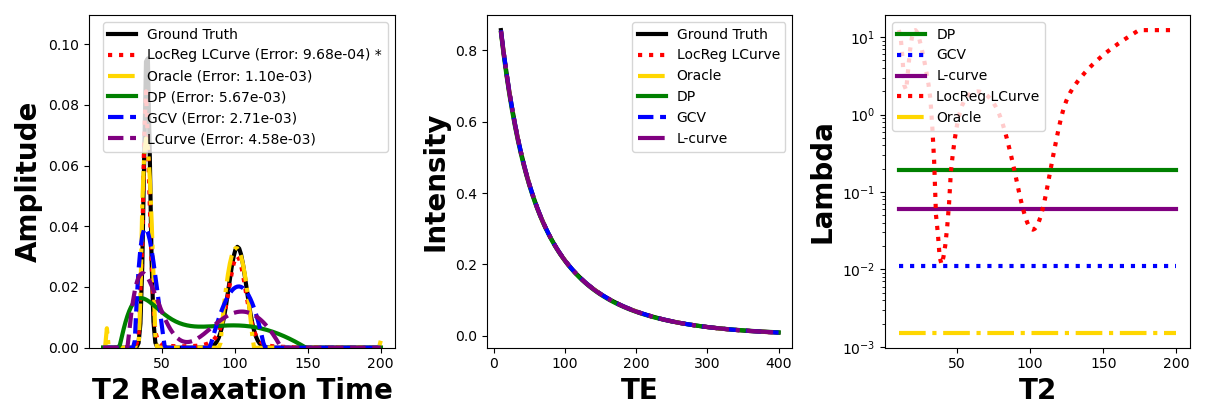 0.10
0.08
0.06
0.04
0.02
0.00
Amplitude
Ground Truth
LocReg LCurve (Error: 9.68e-04) *
Oracle (Error: 1.10e-03)
DP (Error: 5.67e-03)
GCV (Error: 2.71e-03)
LCurve (Error: 4.58e-03)
50 100 150 200
T2 Relaxation Time
0.8
0.6
0.4
0.2
0.0
Intensity
Ground Truth
LocReg LCurve
Oracle
DP
GCV
L-curve
0 100 200 300 400
TE
10^1
10^0
10^-1
10^-2
10^-3
Lambda
DP
GCV
L-curve
LocReg LCurve
Oracle
50 100 150 200
T2